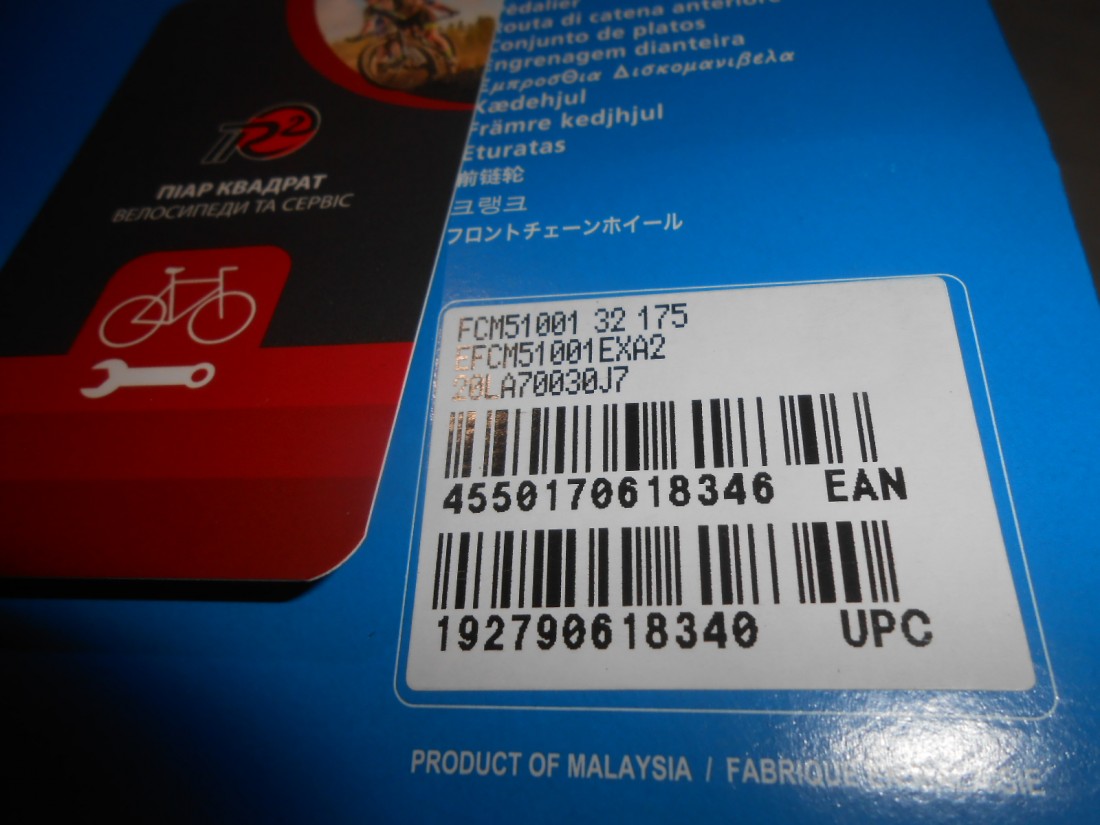 Pédalier
Conjunto de platos
Engrenagem dianteira
ΕμπροσΘια Δισκομανιβελα
Kædehjul
Främre kedjhjul
Eturatas
前链轮
크랭크
フロントチェーンホイール
ПІАР КВАДРАТ
ВЕЛОСИПЕДИ ТА СЕРВІС
FCM51001 32 175
EFCM51001EXA2
20LA70030J7
4550170618346 EAN
192790618340 UPC
PRODUCT OF MALAYSIA / FABRIQUÉ